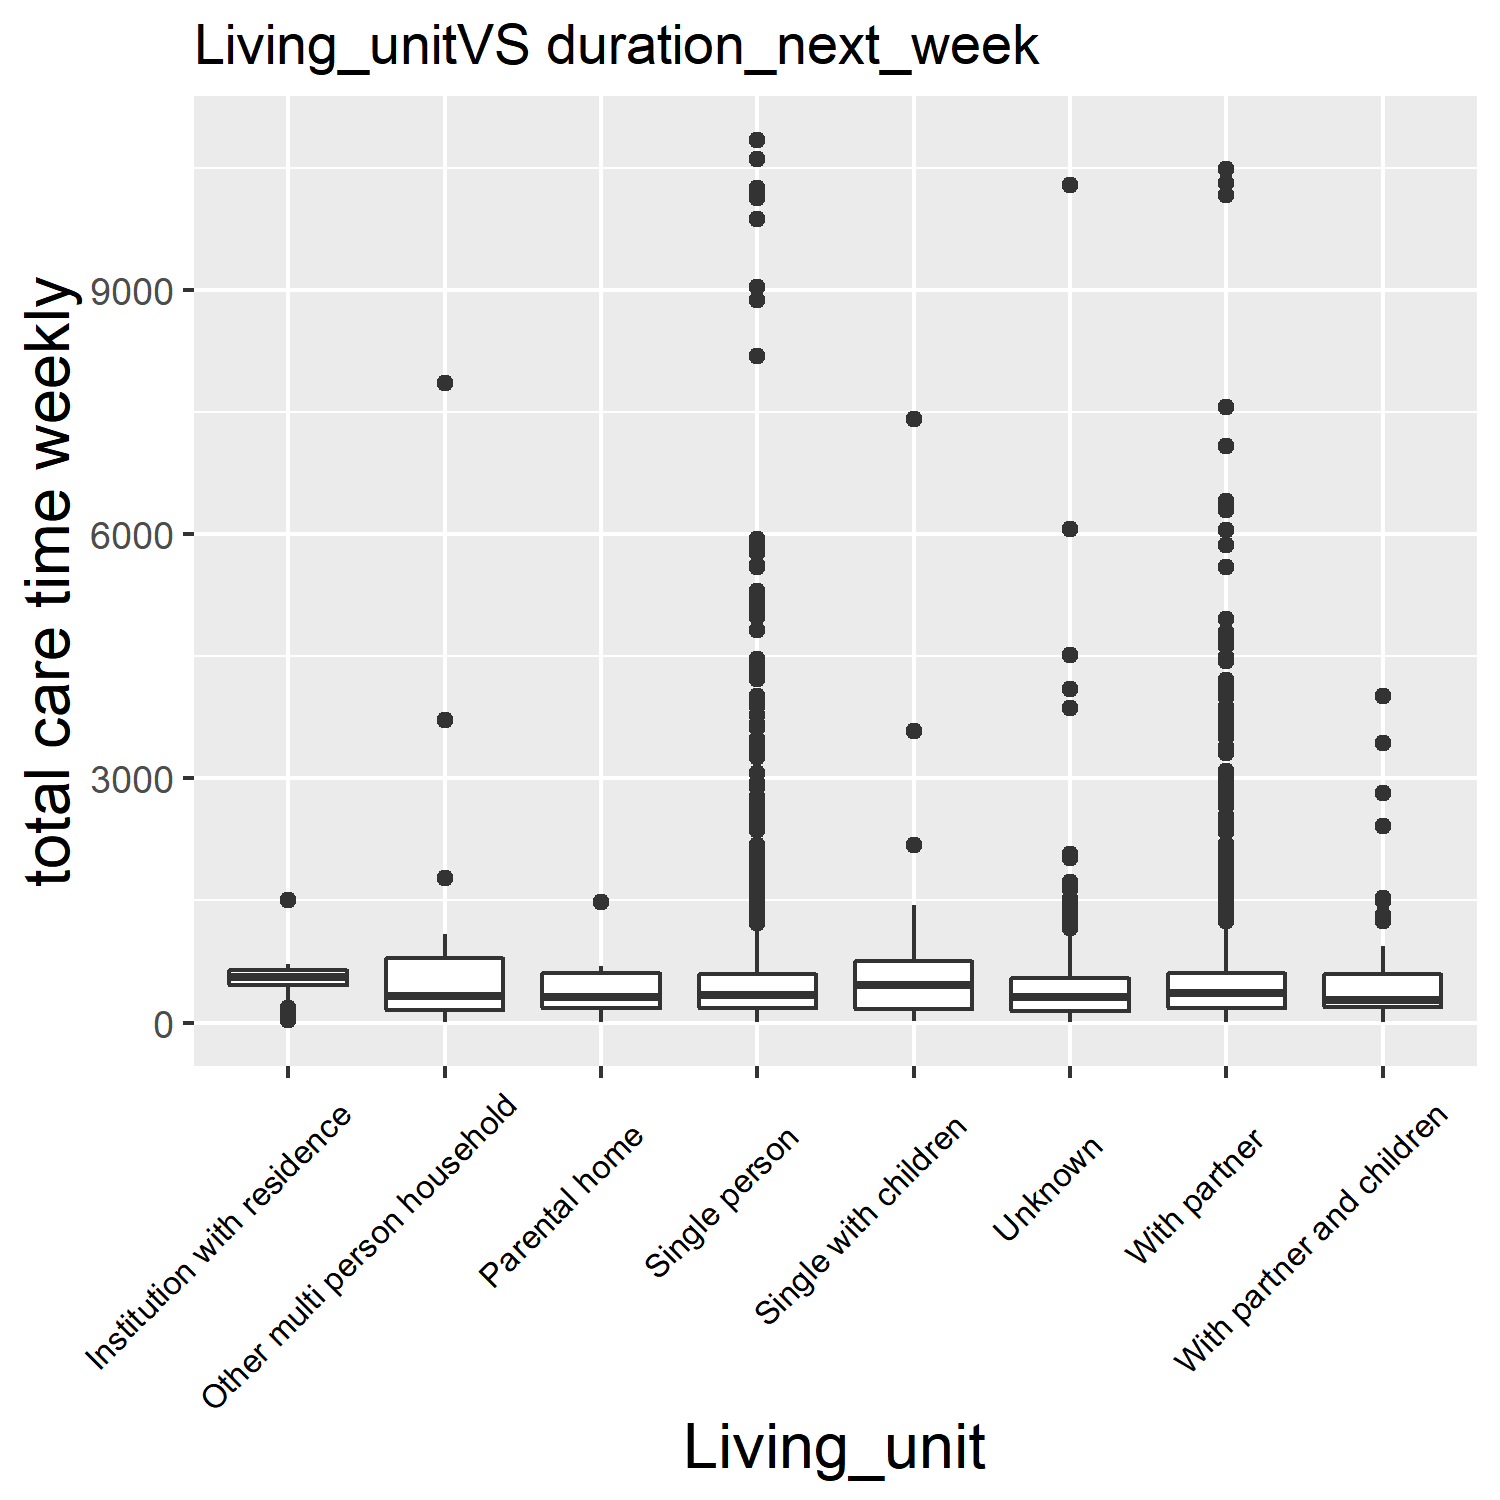 Living_unitVS duration_next_week
total care time weekly
9000
6000
3000
0
Institution with residence
Other multi person household
Parental home
Single person
Single with children
Unknown
With partner
With partner and children
Living_unit